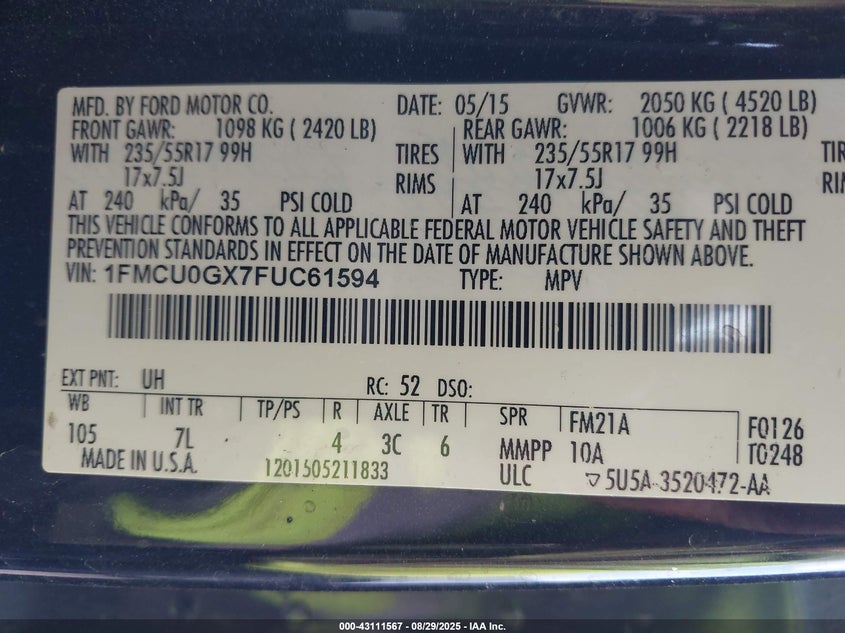 MFD. BY FORD MOTOR CO. DATE: 05/15 GVWR: 2050 KG ( 4520 LB)
FRONT GAWR: 1098 KG ( 2420 LB) REAR GAWR: 1006 KG ( 2218 LB)
WITH 235/55R17 99H TIRES WITH 235/55R17 99H
17x7.5J RIMS 17x7.5J
AT 240 kPa/ 35 PSI COLD AT 240 kPa/ 35 PSI COLD
THIS VEHICLE CONFORMS TO ALL APPLICABLE FEDERAL MOTOR VEHICLE SAFETY AND THEFT
PREVENTION STANDARDS IN EFFECT ON THE DATE OF MANUFACTURE SHOWN ABOVE.
VIN: 1FMCU0GX7FUC61594 TYPE: MPV
EXT PNT: UH RC: 52 DSO:
WB INT TR TP/PS R AXLE TR SPR FM21A F0126
105 7L 4 3C 6 MMPP 10A T0248
MADE IN U.S.A. 1201505211833 ULC ▽5U5A-3520472-AA
000-43111567 - 08/29/2025 - IAA Inc.